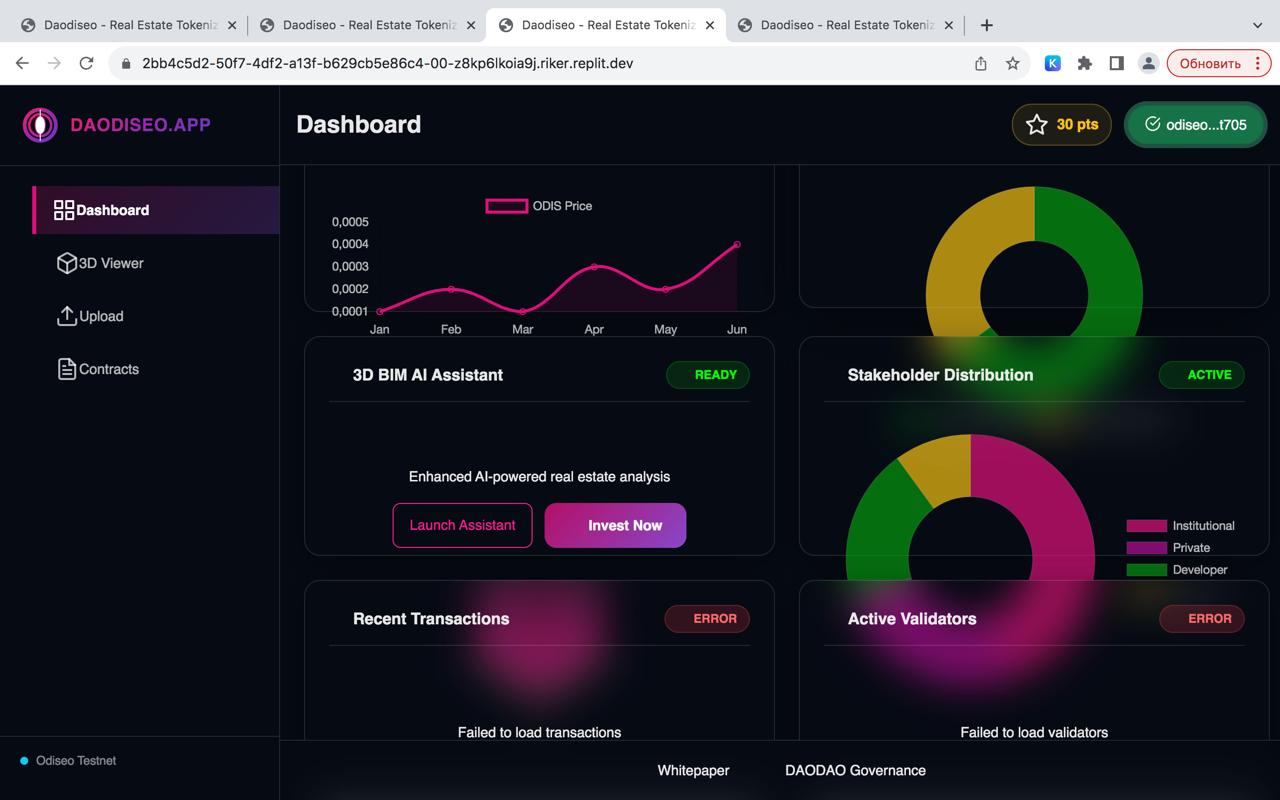 Daodiseo - Real Estate Tokeniz
Daodiseo - Real Estate Tokeniz
Daodiseo - Real Estate Tokeniz
Daodiseo - Real Estate Tokeniz
2bb4c5d2-50f7-4df2-a13f-b629cb5e86c4-00-z8kp6lkoia9j.riker.replit.dev
K
Обновить
DAODISEO.APP
Dashboard
30 pts
odiseo...t705
Dashboard
3D Viewer
Upload
Contracts
Odiseo Testnet
ODIS Price
0,0005
0,0004
0,0003
0,0002
0,0001
Jan Feb Mar Apr May Jun
3D BIM AI Assistant
READY
Enhanced AI-powered real estate analysis
Launch Assistant
Invest Now
Stakeholder Distribution
ACTIVE
Institutional
Private
Developer
Recent Transactions
ERROR
Failed to load transactions
Active Validators
ERROR
Failed to load validators
Whitepaper
DAODAO Governance